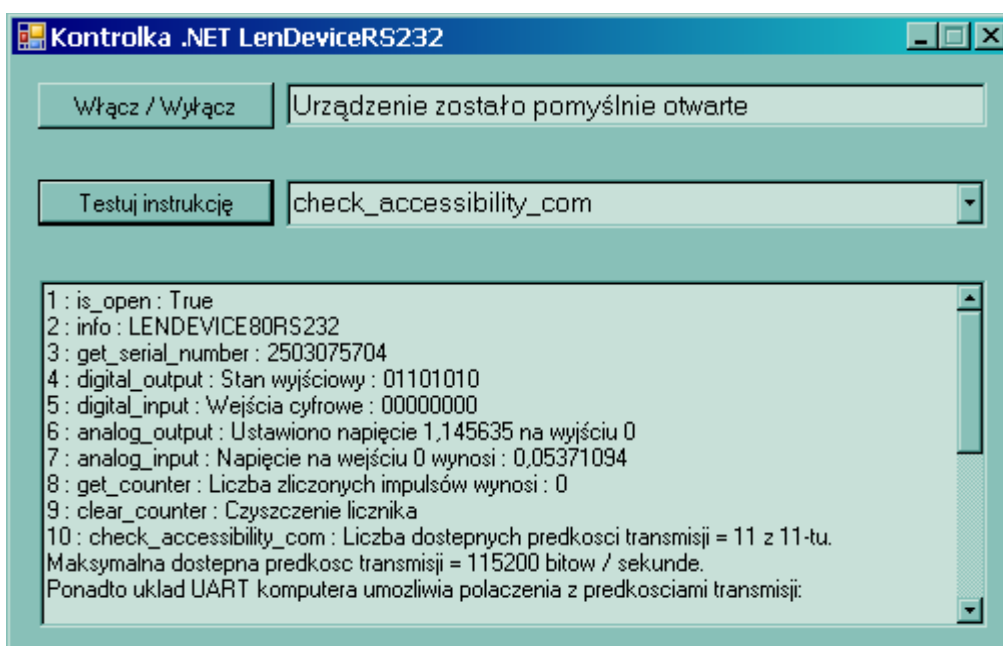 Kontrolka .NET LenDeviceRS232
Włącz / Wyłącz
Urządzenie zostało pomyślnie otwarte
Testuj instrukcję
check_accessibility_com
1 : is_open : True
2 : info : LENDEVICE80RS232
3 : get_serial_number : 2503075704
4 : digital_output : Stan wyjściowy : 01101010
5 : digital_input : Wejścia cyfrowe : 00000000
6 : analog_output : Ustawiono napięcie 1,145635 na wyjściu 0
7 : analog_input : Napięcie na wejściu 0 wynosi : 0,05371094
8 : get_counter : Liczba zliczonych impulsów wynosi : 0
9 : clear_counter : Czyszczenie licznika
10 : check_accessibility_com : Liczba dostepnych predkosci transmisji = 11 z 11-tu.
Maksymalna dostepna predkosc transmisji = 115200 bitow / sekunde.
Ponadto uklad UART komputera umozliwia polaczenia z predkosciami transmisji: